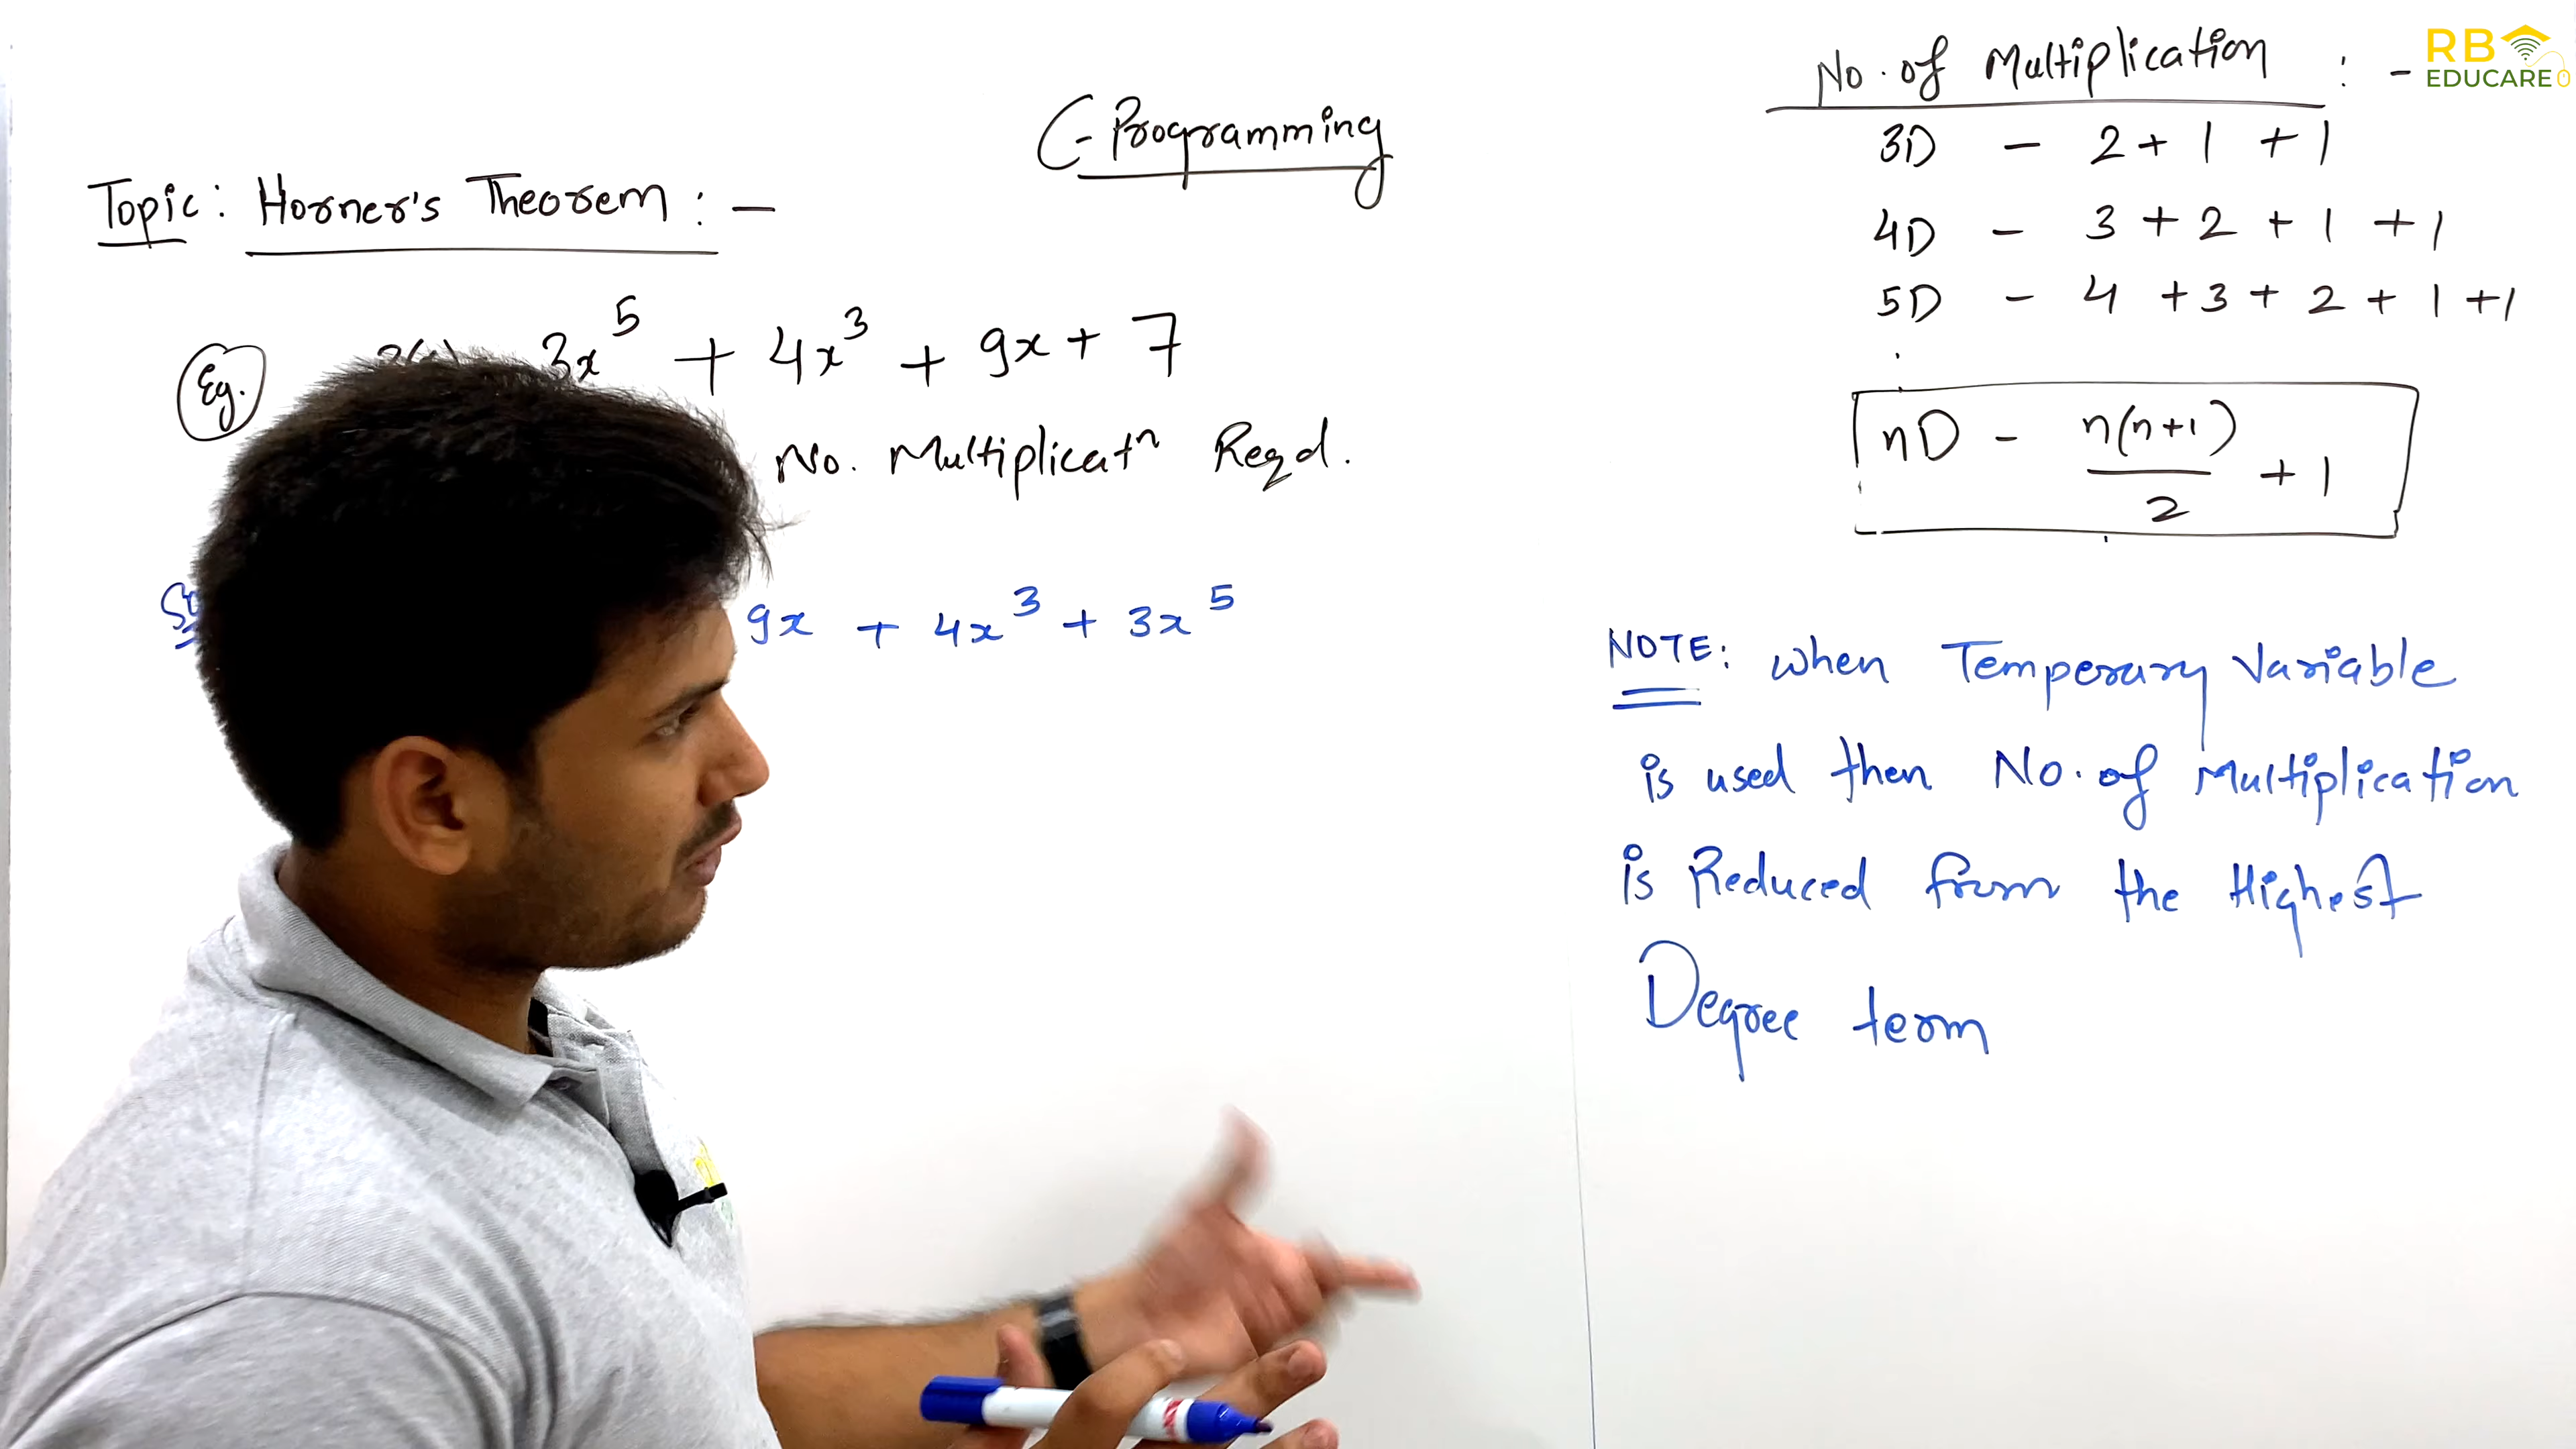 C-Programming
Topic: Horner's Theorem : -
Eg. 3x^5 + 4x^3 + 9x + 7
No. Multiplicatn Reqd.
9x + 4x^3 + 3x^5
RB
EDUCARE
No. of Multiplication : -
3D - 2 + 1 + 1
4D - 3 + 2 + 1 + 1
5D - 4 + 3 + 2 + 1 + 1
nD - n(n+1)/2 + 1
NOTE: When Temperary Variable
is used then No. of Multiplication
is Reduced from the Highest
Degree term